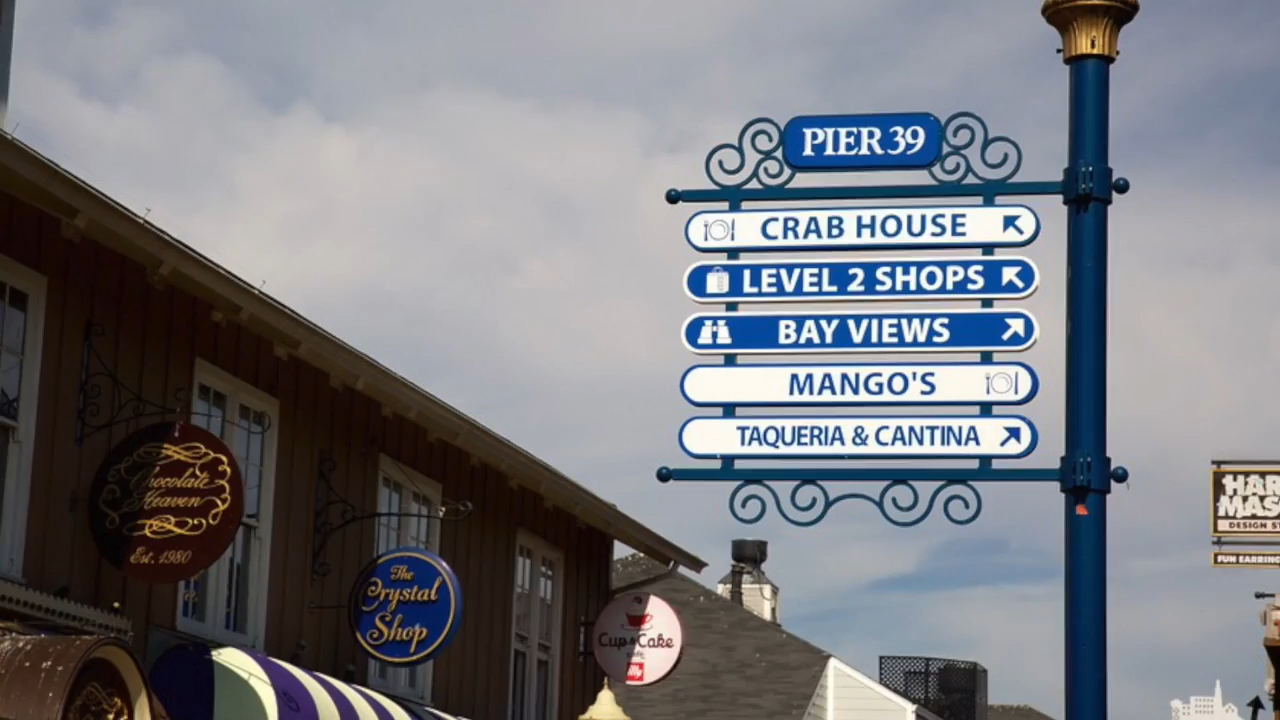 PIER 39
CRAB HOUSE
LEVEL 2 SHOPS
BAY VIEWS
MANGO'S
TAQUERIA & CANTINA
Chocolate
Heaven
Est. 1980
The
Crystal
Shop
Cup Cake
illy
HAR
MAS
DESIGN ST
FUN EARRING